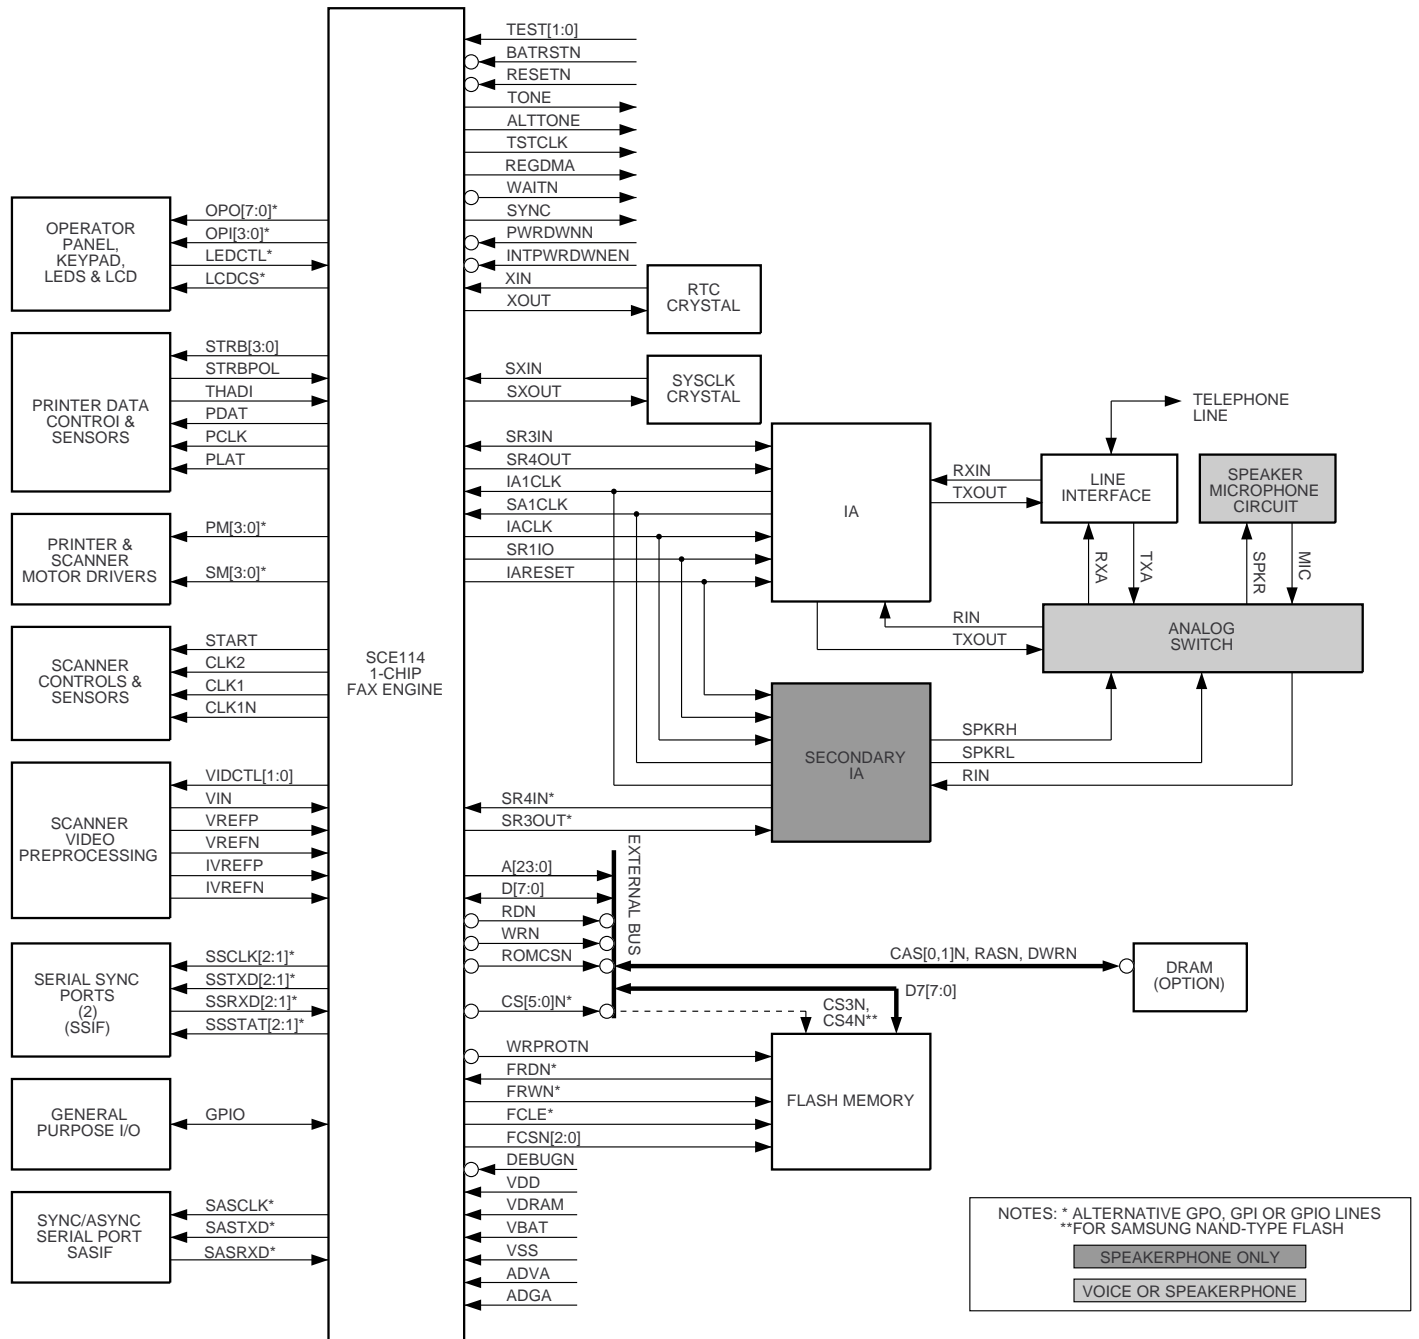 TEST[1:0]
BATRSTN
RESETN
TONE
ALTTONE
TSTCLK
REGDMA
WAITN
SYNC
PWRDWNN
INTPWRDWNEN
XIN
XOUT
RTC
CRYSTAL
SXIN
SXOUT
SYSCLK
CRYSTAL
OPERATOR
PANEL,
KEYPAD,
LEDS & LCD
OPO[7:0]*
OPI[3:0]*
LEDCTL*
LCDCS*
PRINTER DATA
CONTROI &
SENSORS
STRB[3:0]
STRBPOL
THADI
PDAT
PCLK
PLAT
PRINTER &
SCANNER
MOTOR DRIVERS
PM[3:0]*
SM[3:0]*
SCANNER
CONTROLS &
SENSORS
START
CLK2
CLK1
CLK1N
SCANNER
VIDEO
PREPROCESSING
VIDCTL[1:0]
VIN
VREFP
VREFN
IVREFP
IVREFN
SERIAL SYNC
PORTS
(2)
(SSIF)
SSCLK[2:1]*
SSTXD[2:1]*
SSRXD[2:1]*
SSSTAT[2:1]*
GENERAL
PURPOSE I/O
GPIO
SYNC/ASYNC
SERIAL PORT
SASIF
SASCLK*
SASTXD*
SASRXD*
SCE114
1-CHIP
FAX ENGINE
SR3IN
SR4OUT
IA1CLK
SA1CLK
IACLK
SR1IO
IARESET
IA
RXIN
TXOUT
LINE
INTERFACE
TELEPHONE
LINE
SPEAKER
MICROPHONE
CIRCUIT
RXA
TXA
SPKR
MIC
RIN
TXOUT
ANALOG
SWITCH
SECONDARY
IA
SPKRH
SPKRL
RIN
SR4IN*
SR3OUT*
A[23:0]
D[7:0]
RDN
WRN
ROMCSN
CS[5:0]N*
EXTERNAL BUS
CAS[0,1]N, RASN, DWRN
DRAM
(OPTION)
D7[7:0]
CS3N,
CS4N**
WRPROTN
FRDN*
FRWN*
FCLE*
FCSN[2:0]
FLASH MEMORY
DEBUGN
VDD
VDRAM
VBAT
VSS
ADVA
ADGA
NOTES: * ALTERNATIVE GPO, GPI OR GPIO LINES
**FOR SAMSUNG NAND-TYPE FLASH
SPEAKERPHONE ONLY
VOICE OR SPEAKERPHONE